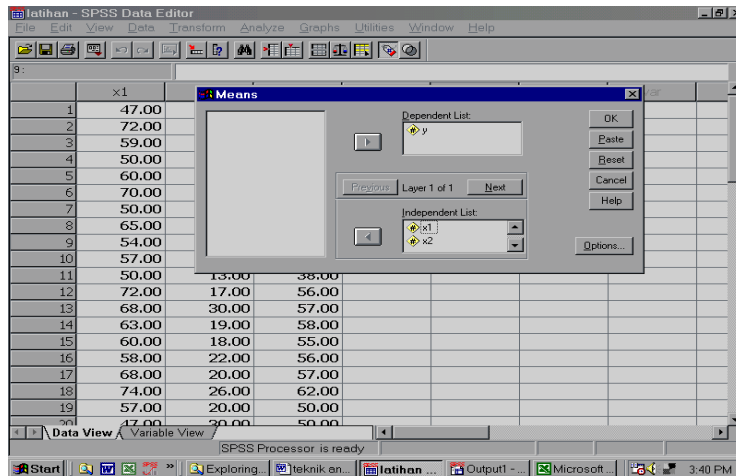 latihan - SPSS Data Editor
File Edit View Data Transform Analyze Graphs Utilities Window Help
9 :
x1 var
Means
Dependent List:
y
OK
Paste
Reset
Cancel
Help
Previous Layer 1 of 1 Next
Independent List:
x1
x2
Options...
1 47.00
2 72.00
3 59.00
4 50.00
5 60.00
6 70.00
7 50.00
8 65.00
9 54.00
10 57.00
11 50.00 13.00 38.00
12 72.00 17.00 56.00
13 68.00 30.00 57.00
14 63.00 19.00 58.00
15 60.00 18.00 55.00
16 58.00 22.00 56.00
17 68.00 20.00 57.00
18 74.00 26.00 62.00
19 57.00 20.00 50.00
20 47.00 30.00 50.00
Data View Variable View
SPSS Processor is ready
Start Exploring... teknik an... latihan ... Output1 - ... Microsoft... 3:40 PM